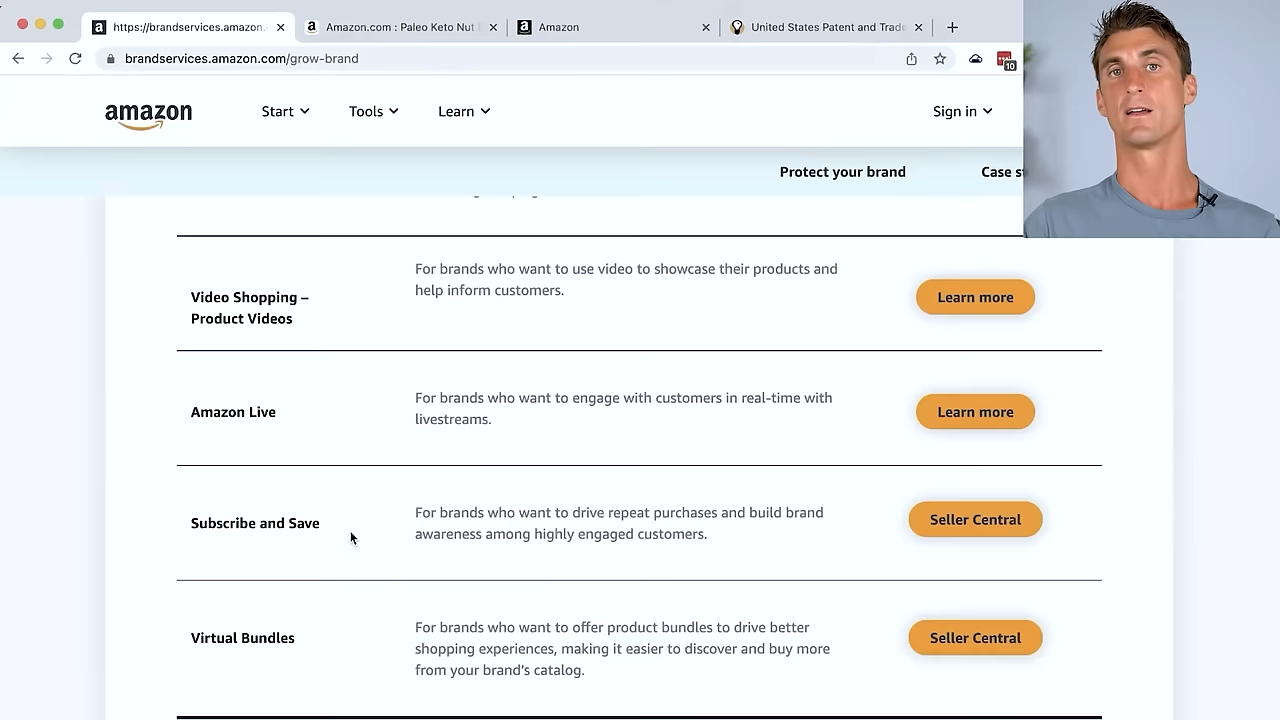 https://brandservices.amazon.
Amazon.com : Paleo Keto Nut
Amazon
United States Patent and Trade
brandservices.amazon.com/grow-brand
10
amazon
Start
Tools
Learn
Sign in
Protect your brand
Case s
Video Shopping –
Product Videos
For brands who want to use video to showcase their products and
help inform customers.
Learn more
Amazon Live
For brands who want to engage with customers in real-time with
livestreams.
Learn more
Subscribe and Save
For brands who want to drive repeat purchases and build brand
awareness among highly engaged customers.
Seller Central
Virtual Bundles
For brands who want to offer product bundles to drive better
shopping experiences, making it easier to discover and buy more
from your brand's catalog.
Seller Central